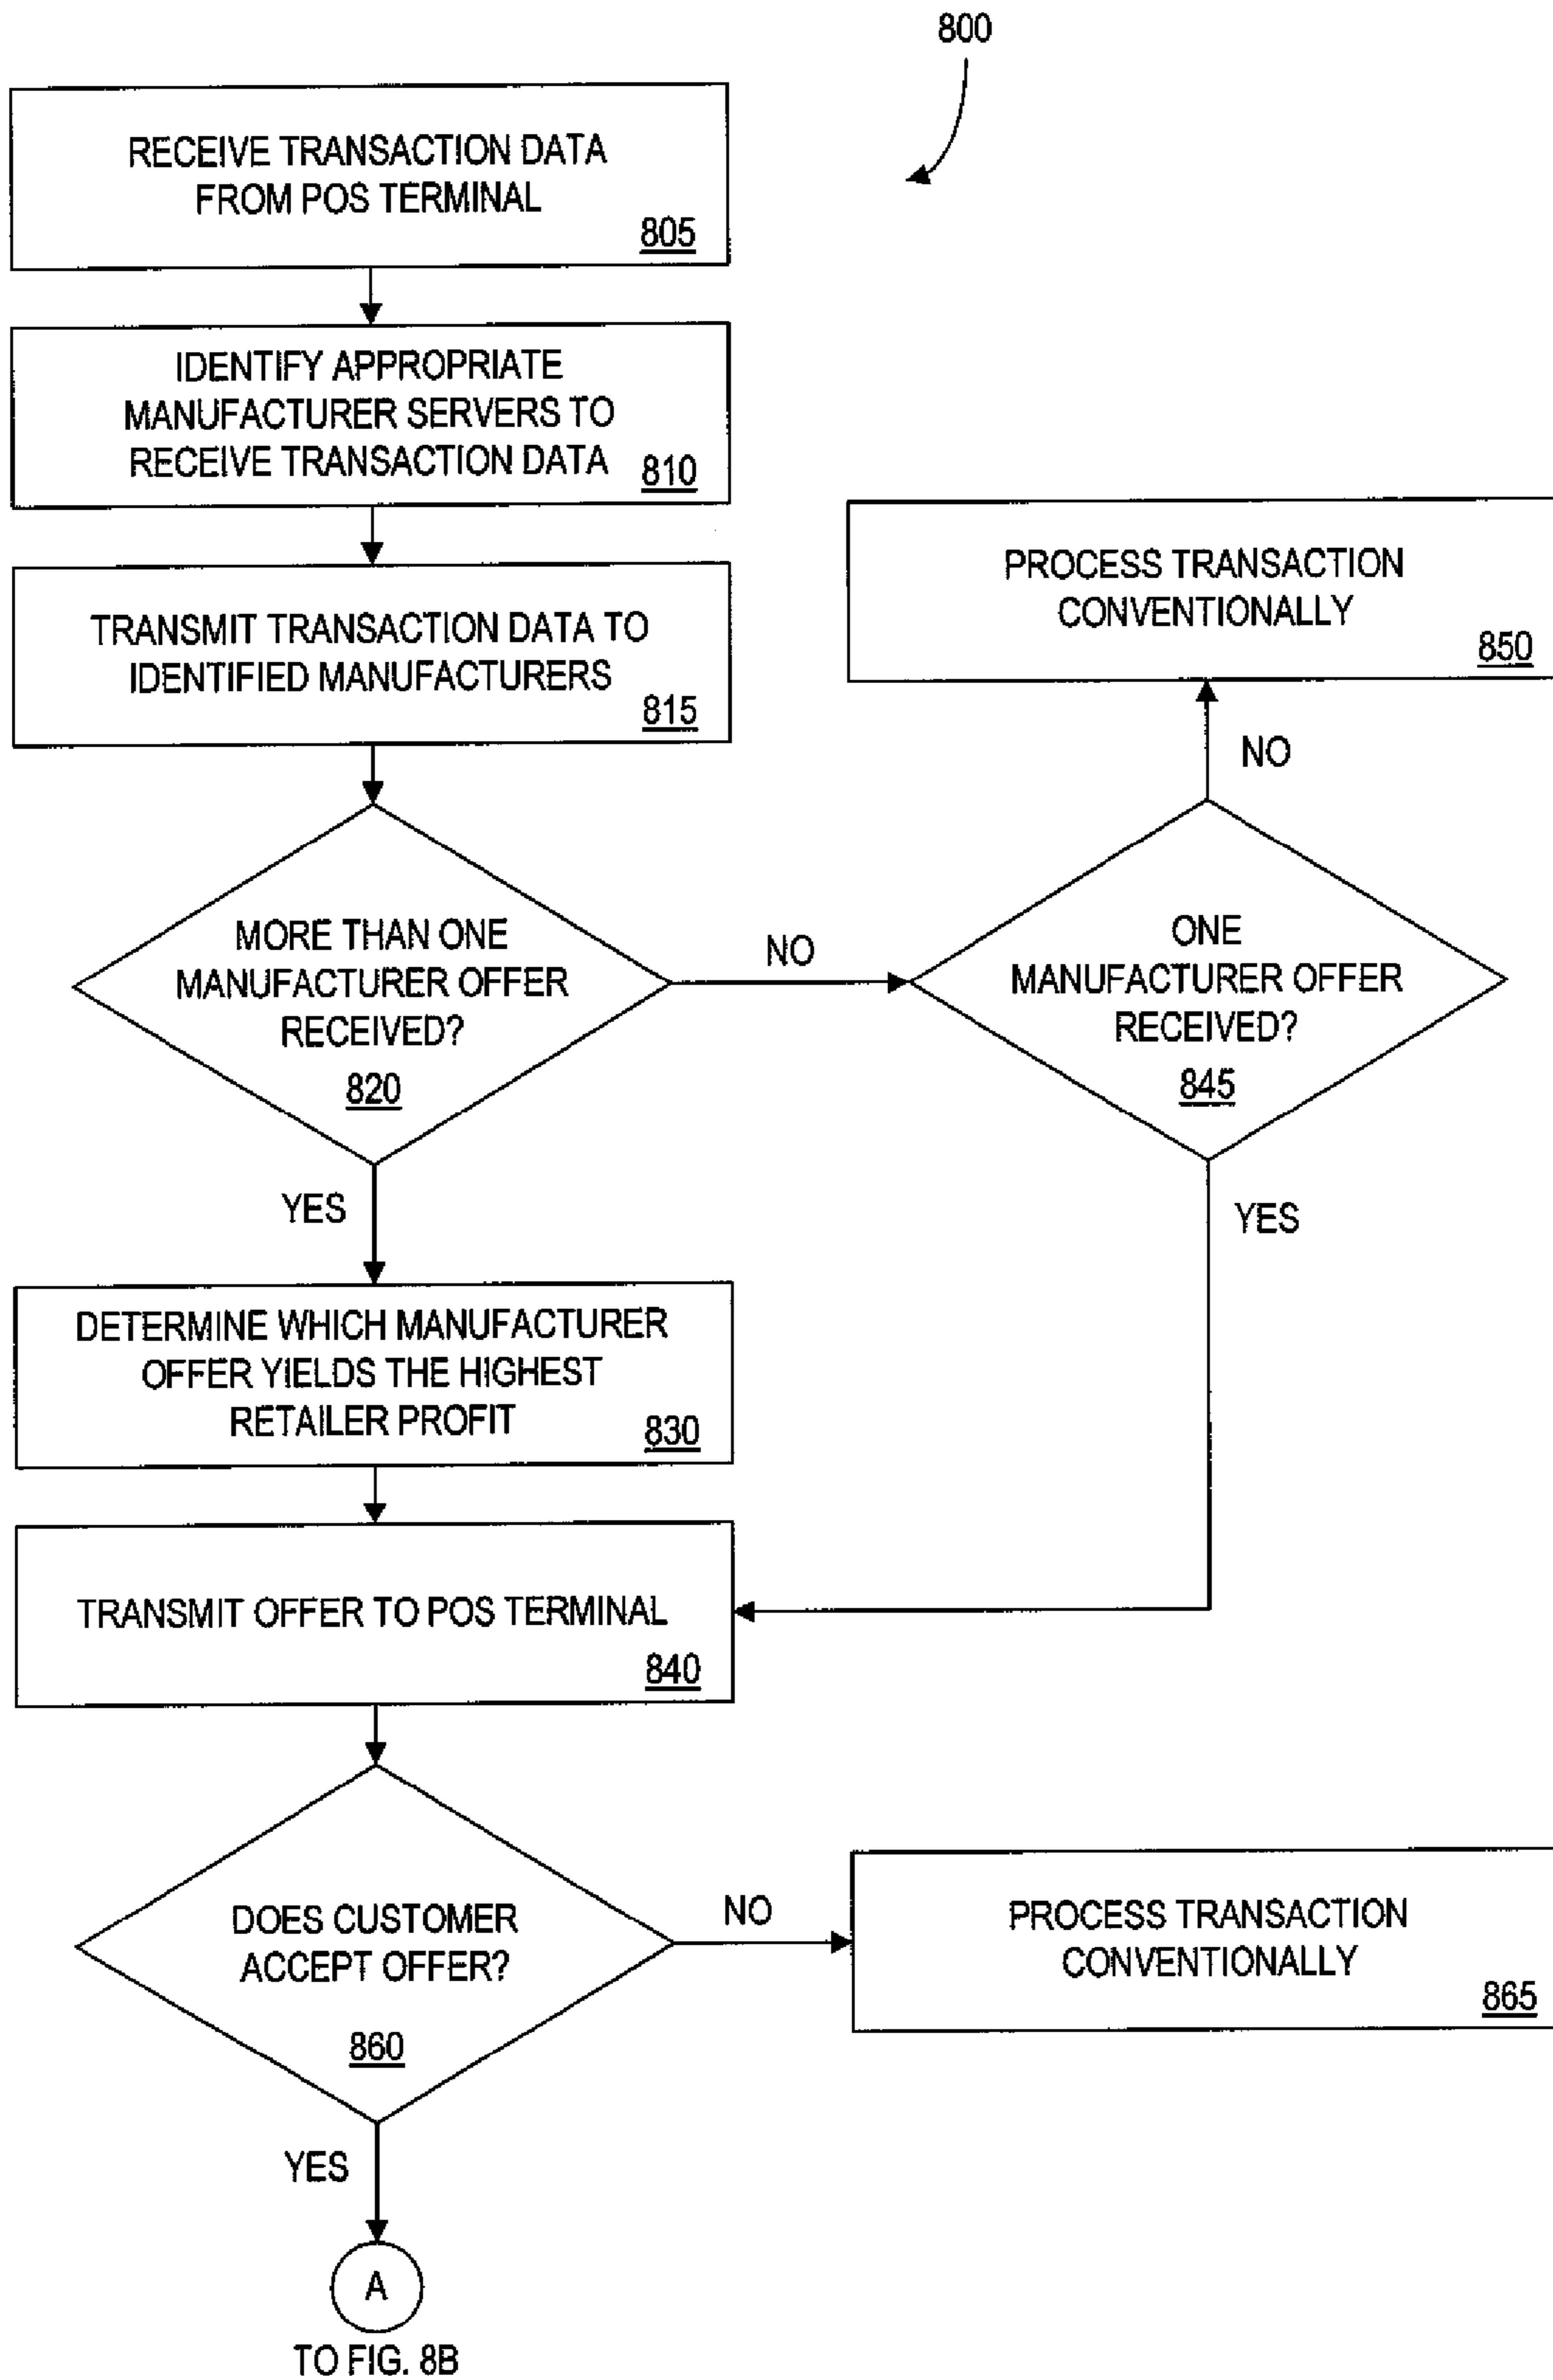 800
RECEIVE TRANSACTION DATA
FROM POS TERMINAL
805
IDENTIFY APPROPRIATE
MANUFACTURER SERVERS TO
RECEIVE TRANSACTION DATA
810
TRANSMIT TRANSACTION DATA TO
IDENTIFIED MANUFACTURERS
815
PROCESS TRANSACTION
CONVENTIONALLY
850
NO
MORE THAN ONE
MANUFACTURER OFFER
RECEIVED?
820
NO
ONE
MANUFACTURER OFFER
RECEIVED?
845
YES
YES
DETERMINE WHICH MANUFACTURER
OFFER YIELDS THE HIGHEST
RETAILER PROFIT
830
TRANSMIT OFFER TO POS TERMINAL
840
DOES CUSTOMER
ACCEPT OFFER?
860
NO
PROCESS TRANSACTION
CONVENTIONALLY
865
YES
A
TO FIG. 8B